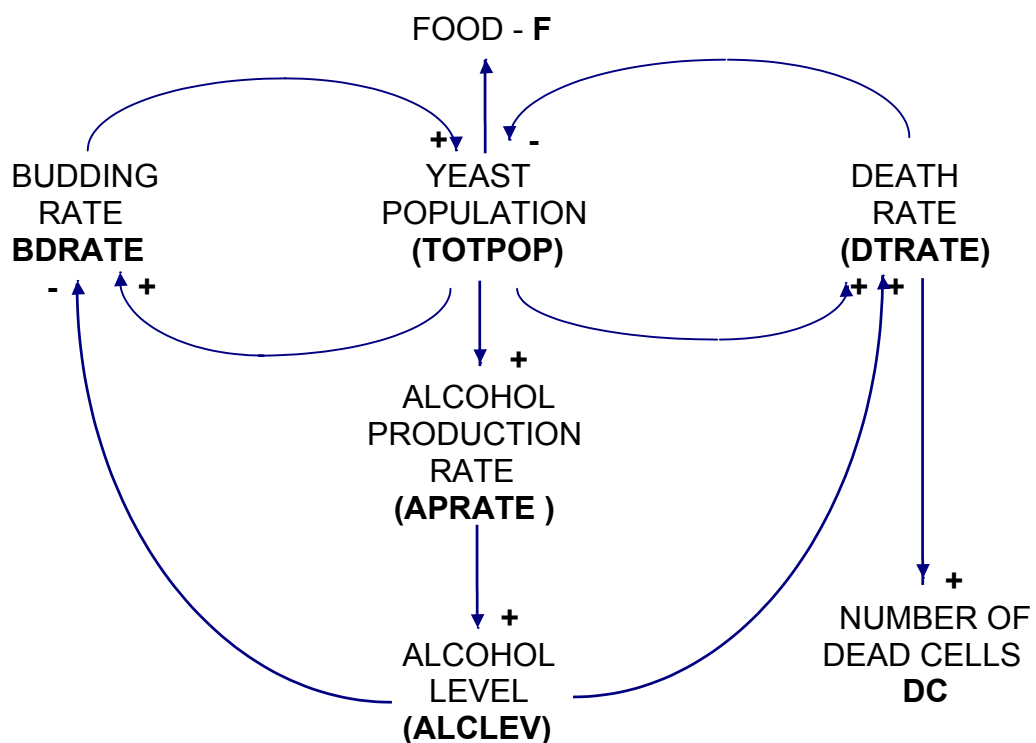 FOOD - F
+
-
BUDDING
RATE
BDRATE
YEAST
POPULATION
(TOTPOP)
DEATH
RATE
(DTRATE)
-
+
+
+
+
ALCOHOL
PRODUCTION
RATE
(APRATE )
+
ALCOHOL
LEVEL
(ALCLEV)
+
NUMBER OF
DEAD CELLS
DC